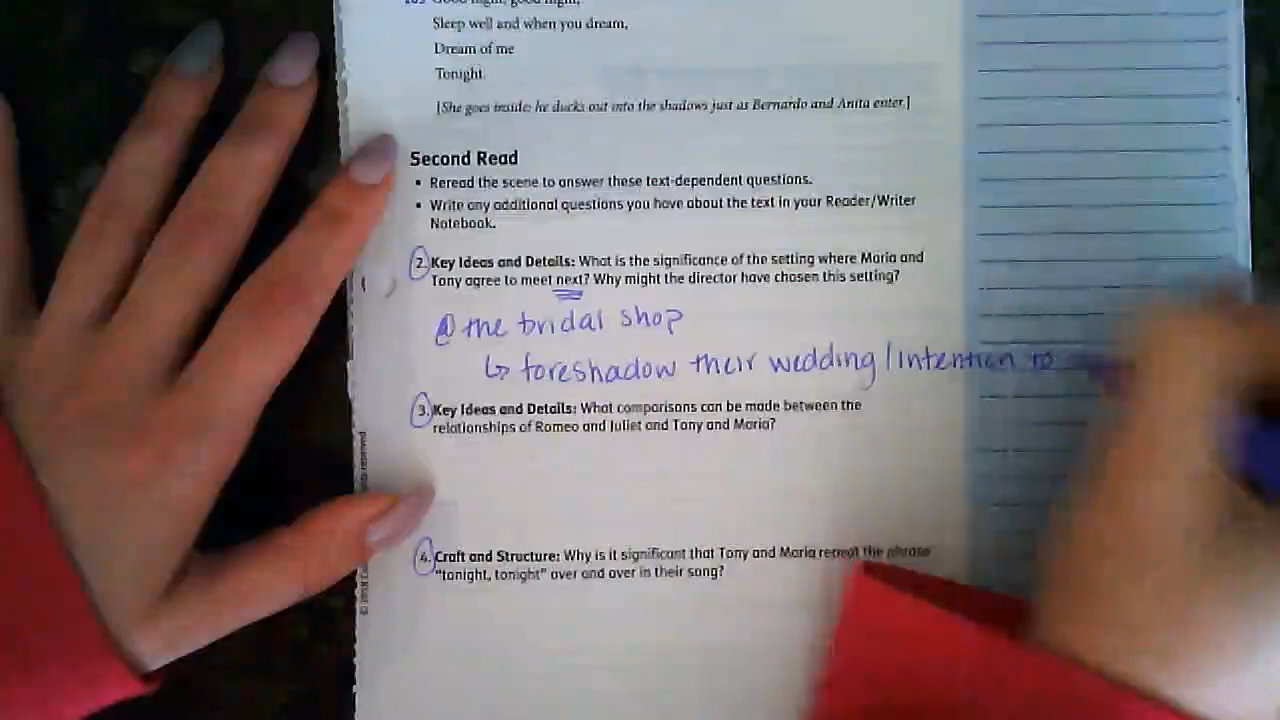 Sleep well and when you dream,
Dream of me
Tonight.
[She goes inside; he ducks out into the shadows just as Bernardo and Anita enter.]
Second Read
• Reread the scene to answer these text-dependent questions.
• Write any additional questions you have about the text in your Reader/Writer
Notebook.
2. Key Ideas and Details: What is the significance of the setting where Maria and
Tony agree to meet next? Why might the director have chosen this setting?
@ the bridal shop
↳ foreshadow their wedding/intention to
3. Key Ideas and Details: What comparisons can be made between the
relationships of Romeo and Juliet and Tony and Maria?
4. Craft and Structure: Why is it significant that Tony and Maria repeat the phrase
"tonight, tonight" over and over in their song?